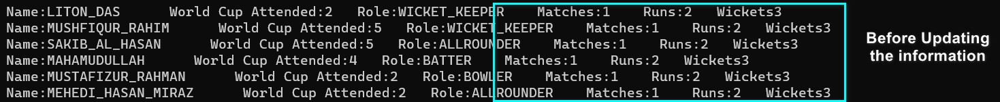 Name:LITON_DAS World Cup Attended:2 Role:WICKET_KEEPER Matches:1 Runs:2 Wickets3
Name:MUSHFIQUR_RAHIM World Cup Attended:5 Role:WICKET_KEEPER Matches:1 Runs:2 Wickets3
Name:SAKIB_AL_HASAN World Cup Attended:5 Role:ALLROUNDER Matches:1 Runs:2 Wickets3
Name:MAHAMUDULLAH World Cup Attended:4 Role:BATTER Matches:1 Runs:2 Wickets3
Name:MUSTAFIZUR_RAHMAN World Cup Attended:2 Role:BOWLER Matches:1 Runs:2 Wickets3
Name:MEHEDI_HASAN_MIRAZ World Cup Attended:2 Role:ALLROUNDER Matches:1 Runs:2 Wickets3
Before Updating
the information